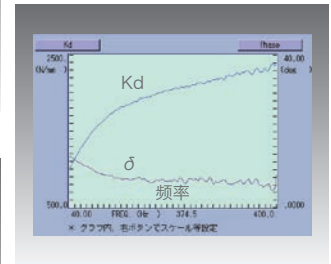 Kd Phase
2500. 40.00
(N/mm ) (deg )
Kd
δ
频率
500.0 .0000
40.00 FREQ. (Hz ) 374.5 400.0
* グラフ内、右ボタンでスケール等設定